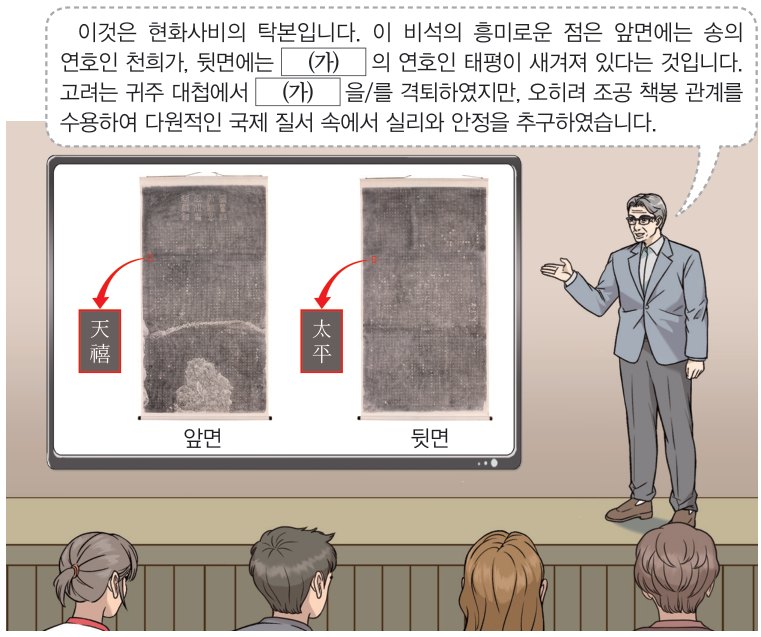 이것은 현화사비의 탁본입니다. 이 비석의 흥미로운 점은 앞면에는 송의
연호인 천희가, 뒷면에는 (가) 의 연호인 태평이 새겨져 있다는 것입니다.
고려는 귀주 대첩에서 (가) 을/를 격퇴하였지만, 오히려 조공 책봉 관계를
수용하여 다원적인 국제 질서 속에서 실리와 안정을 추구하였습니다.
天禧
太平
앞면
뒷면